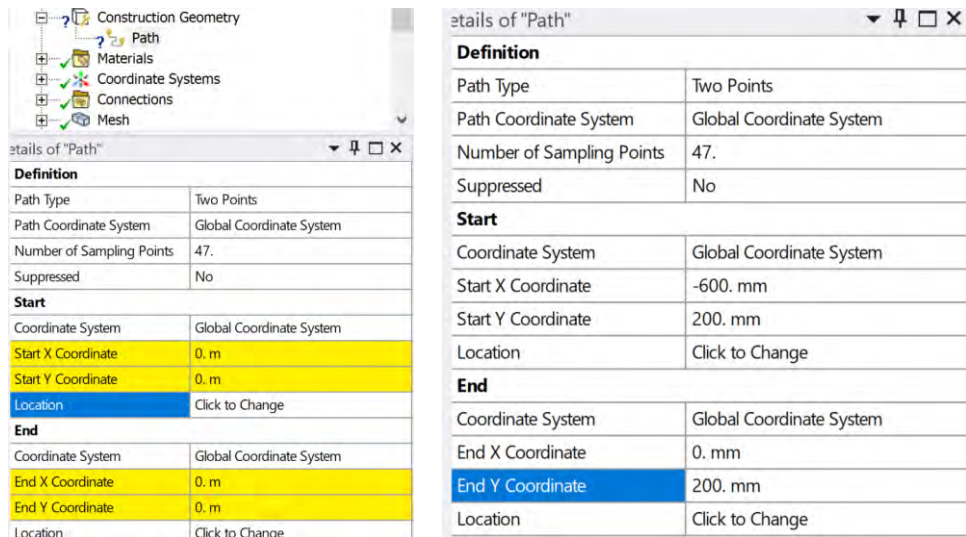 Construction Geometry
Path
Materials
Coordinate Systems
Connections
Mesh
etails of "Path"
Definition
Path Type Two Points
Path Coordinate System Global Coordinate System
Number of Sampling Points 47.
Suppressed No
Start
Coordinate System Global Coordinate System
Start X Coordinate 0. m
Start Y Coordinate 0. m
Location Click to Change
End
Coordinate System Global Coordinate System
End X Coordinate 0. m
End Y Coordinate 0. m
Location Click to Change
etails of "Path"
Definition
Path Type Two Points
Path Coordinate System Global Coordinate System
Number of Sampling Points 47.
Suppressed No
Start
Coordinate System Global Coordinate System
Start X Coordinate -600. mm
Start Y Coordinate 200. mm
Location Click to Change
End
Coordinate System Global Coordinate System
End X Coordinate 0. mm
End Y Coordinate 200. mm
Location Click to Change